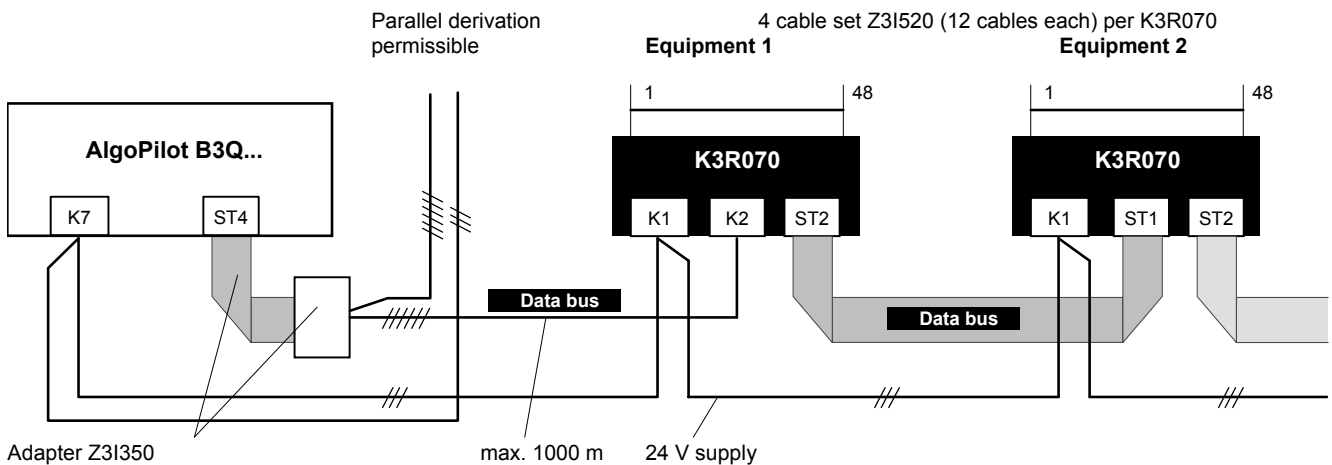 Parallel derivation
permissible
4 cable set Z3I520 (12 cables each) per K3R070
Equipment 1
Equipment 2
1
48
1
48
AlgoPilot B3Q...
K3R070
K3R070
K7
ST4
K1
K2
ST2
K1
ST1
ST2
Data bus
Data bus
Adapter Z3I350
max. 1000 m
24 V supply